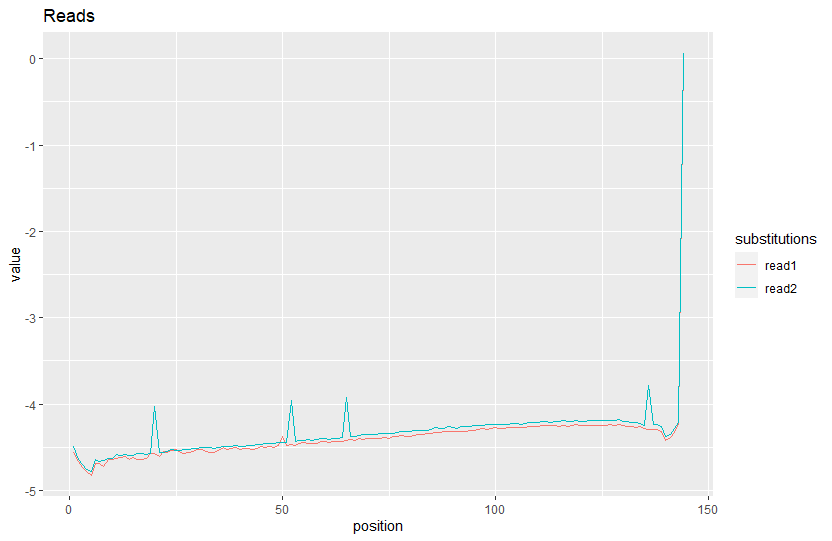 Reads
0
-1
-2
-3
-4
-5
value
0
50
100
150
position
substitutions
read1
read2